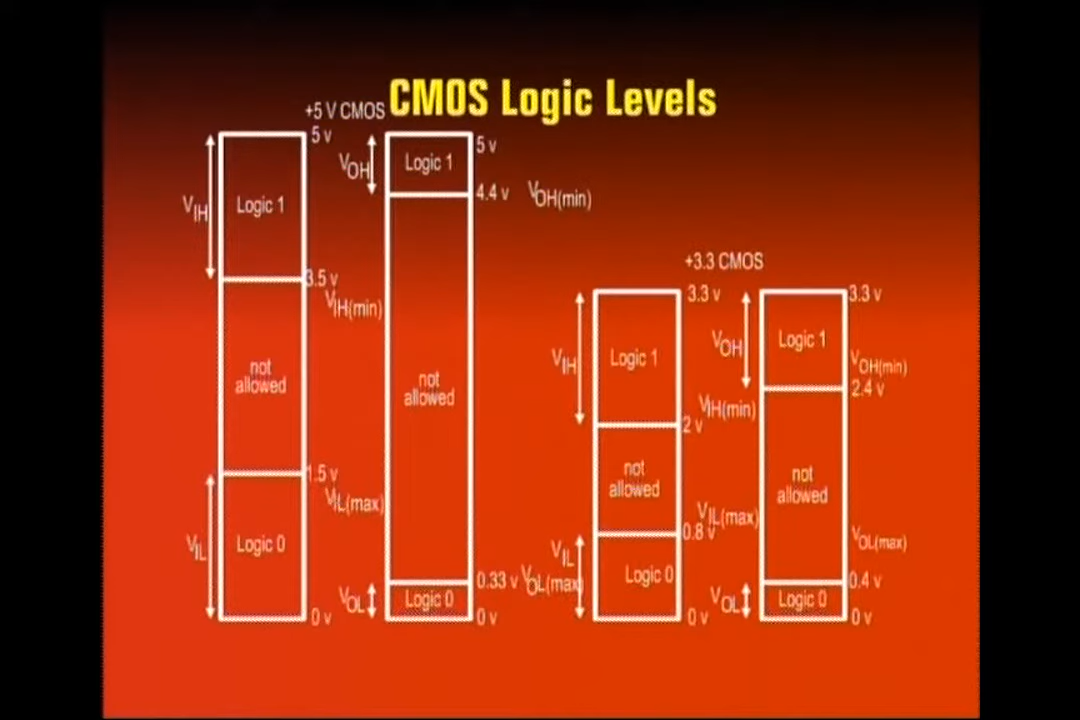 CMOS Logic Levels
+5 V CMOS
5 v
V_IH
Logic 1
3.5 v
V_IH(min)
not
allowed
1.5 v
V_IL(max)
V_IL
Logic 0
0 v
V_OH
Logic 1
5 v
4.4 v V_OH(min)
not
allowed
0.33 v V_OL(max)
V_OL
Logic 0
0 v
+3.3 CMOS
3.3 v
V_IH
Logic 1
2 v
V_IH(min)
not
allowed
V_IL(max)
0.8 v
V_IL
Logic 0
0 v
3.3 v
V_OH
Logic 1
V_OH(min)
2.4 v
not
allowed
V_OL(max)
0.4 v
V_OL
Logic 0
0 v